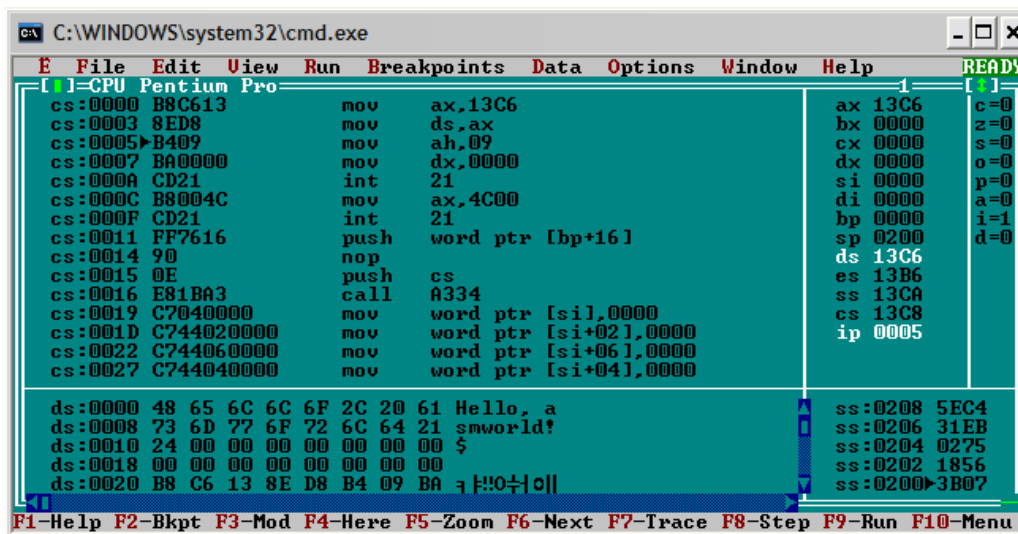 C:\WINDOWS\system32\cmd.exe
E File Edit View Run Breakpoints Data Options Window Help READY
[ ]=CPU Pentium Pro 1 [↕]
cs:0000 B8C613 mov ax,13C6 ax 13C6 c=0
cs:0003 8ED8 mov ds,ax bx 0000 z=0
cs:0005►B409 mov ah,09 cx 0000 s=0
cs:0007 BA0000 mov dx,0000 dx 0000 o=0
cs:000A CD21 int 21 si 0000 p=0
cs:000C B8004C mov ax,4C00 di 0000 a=0
cs:000F CD21 int 21 bp 0000 i=1
cs:0011 FF7616 push word ptr [bp+16] sp 0200 d=0
cs:0014 90 nop ds 13C6
cs:0015 0E push cs es 13B6
cs:0016 E81BA3 call A334 ss 13CA
cs:0019 C7040000 mov word ptr [si],0000 cs 13C8
cs:001D C744020000 mov word ptr [si+02],0000 ip 0005
cs:0022 C744060000 mov word ptr [si+06],0000
cs:0027 C744040000 mov word ptr [si+04],0000
ds:0000 48 65 6C 6C 6F 2C 20 61 Hello, a ss:0208 5EC4
ds:0008 73 6D 77 6F 72 6C 64 21 smworld! ss:0206 31EB
ds:0010 24 00 00 00 00 00 00 00 $ ss:0204 0275
ds:0018 00 00 00 00 00 00 00 00 ss:0202 1856
ds:0020 B8 C6 13 8E D8 B4 09 BA ss:0200►3B07
F1-Help F2-Bkpt F3-Mod F4-Here F5-Zoom F6-Next F7-Trace F8-Step F9-Run F10-Menu